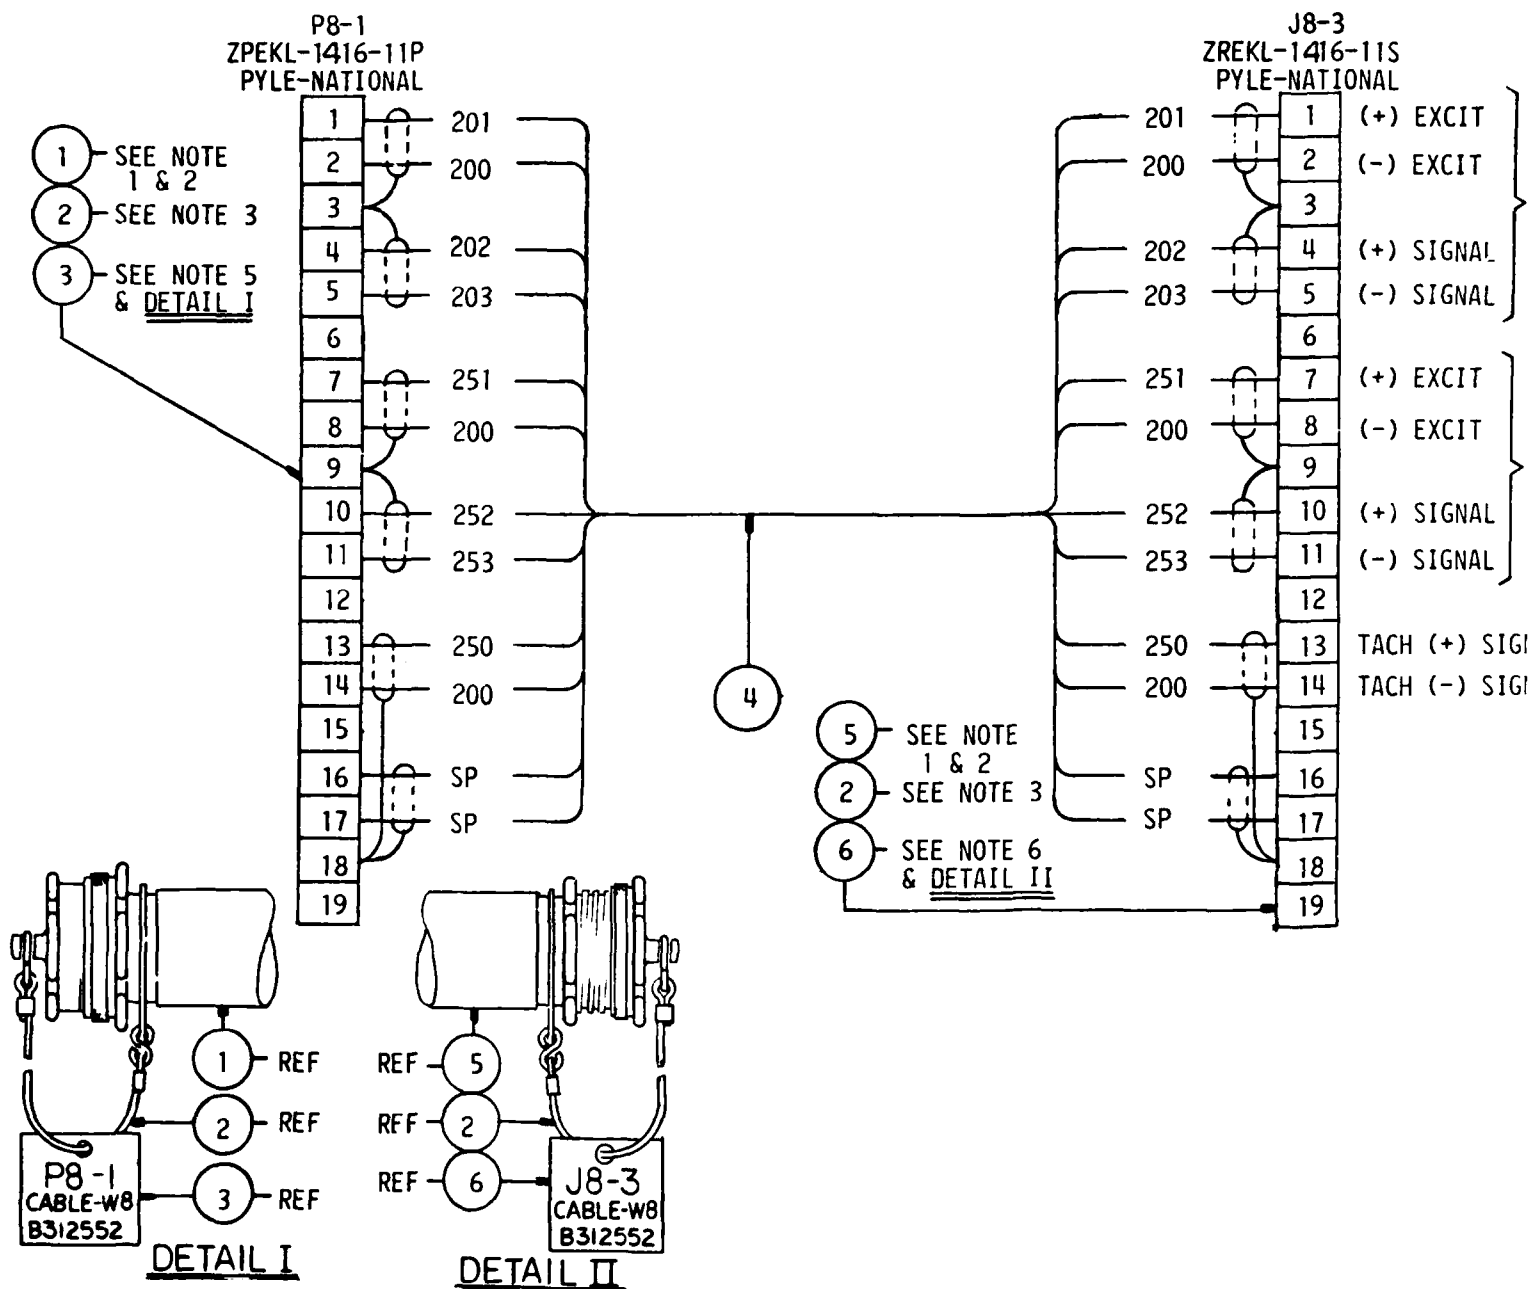 P8-1
ZPEKL-1416-11P
PYLE-NATIONAL
J8-3
ZREKL-1416-11S
PYLE-NATIONAL
1 SEE NOTE
1 & 2
2 SEE NOTE 3
3 SEE NOTE 5
& DETAIL I
1 201
2 200
3
4 202
5 203
6
7 251
8 200
9
10 252
11 253
12
13 250
14 200
15
16 SP
17 SP
18
19
4
201 1 (+) EXCIT
200 2 (-) EXCIT
3
202 4 (+) SIGNAL
203 5 (-) SIGNAL
6
251 7 (+) EXCIT
200 8 (-) EXCIT
9
252 10 (+) SIGNAL
253 11 (-) SIGNAL
12
250 13 TACH (+) SIG
200 14 TACH (-) SIG
15
SP 16
SP 17
18
19
5 SEE NOTE
1 & 2
2 SEE NOTE 3
6 SEE NOTE 6
& DETAIL II
1 REF
2 REF
3 REF
P8-1
CABLE-W8
B312552
DETAIL I
REF 5
REF 2
REF 6
J8-3
CABLE-W8
B312552
DETAIL II